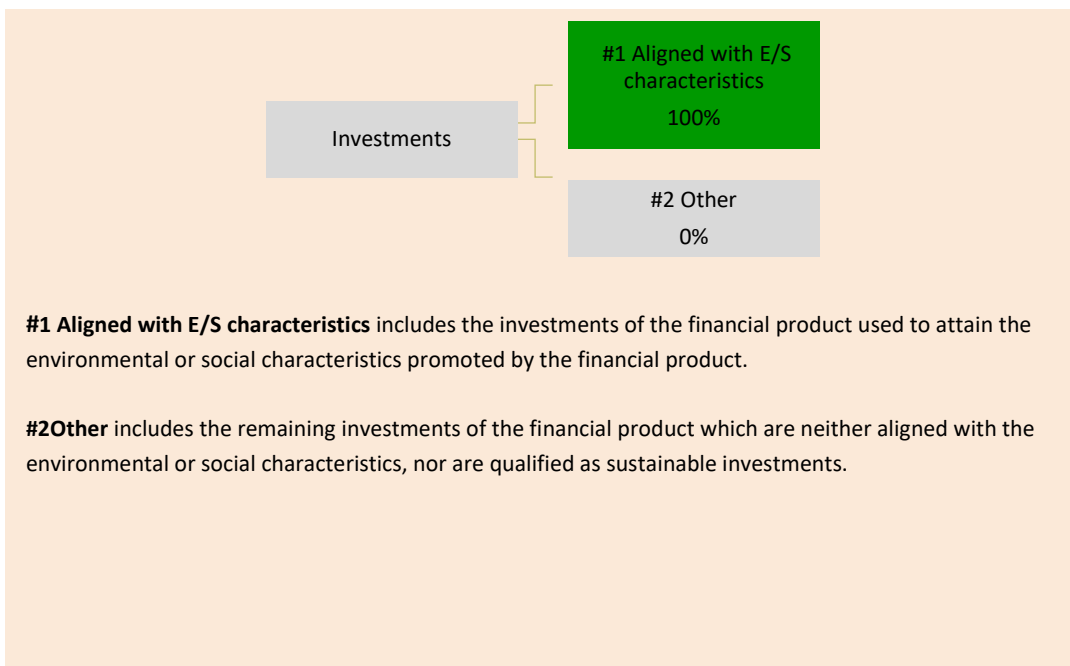 #1 Aligned with E/S
characteristics
100%
Investments
#2 Other
0%
#1 Aligned with E/S characteristics includes the investments of the financial product used to attain the
environmental or social characteristics promoted by the financial product.
#2Other includes the remaining investments of the financial product which are neither aligned with the
environmental or social characteristics, nor are qualified as sustainable investments.